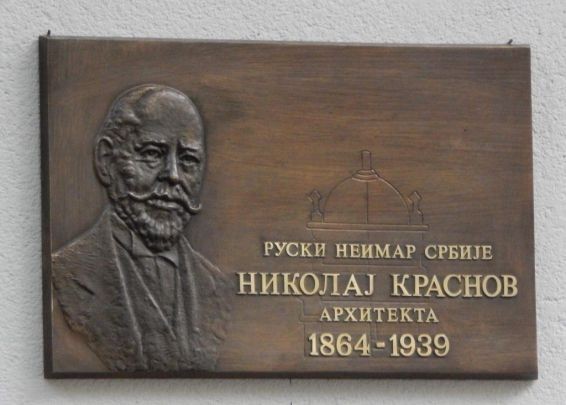 РУСКИ НЕИМАР СРБИЈЕ
НИКОЛАЈ КРАСНОВ
АРХИТЕКТА
1864-1939